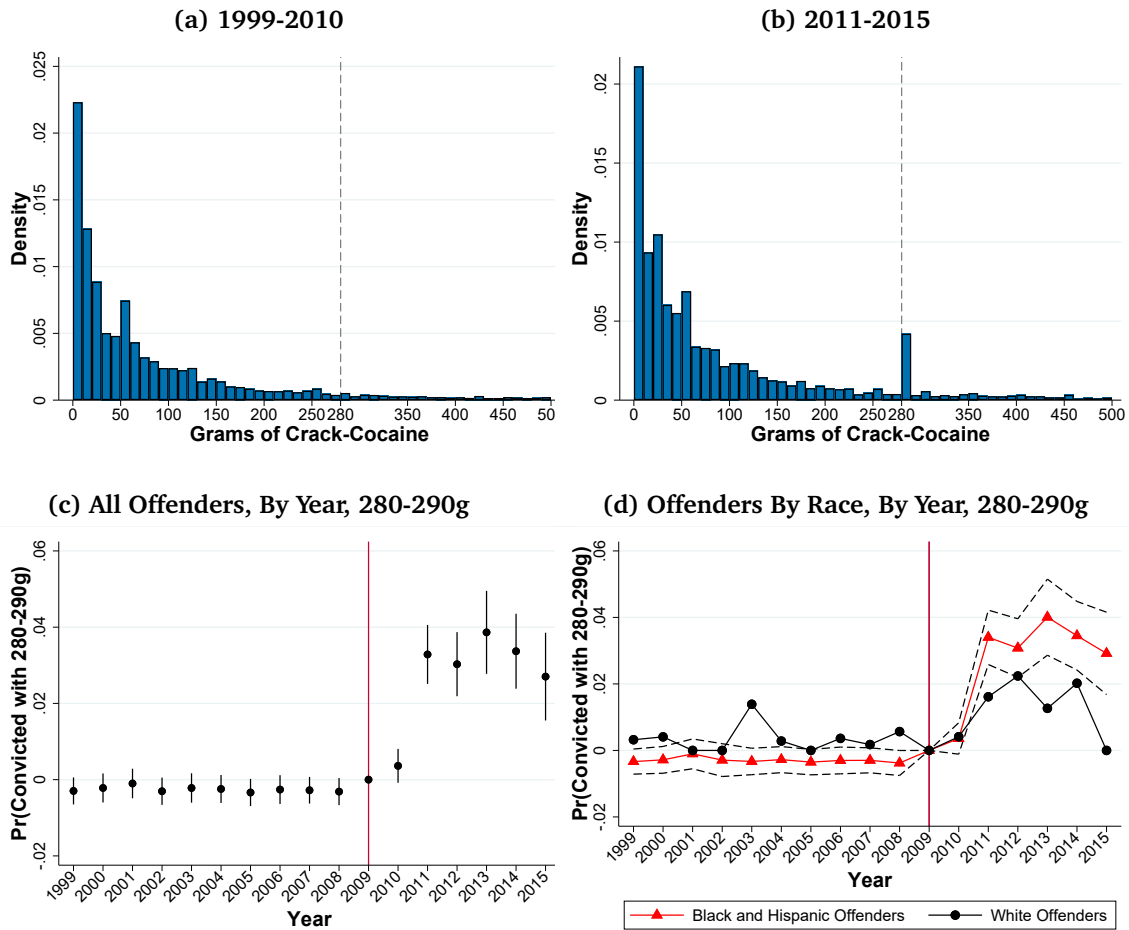 (a) 1999-2010
Density
0 .005 .01 .015 .02 .025
0 50 100 150 200 250 280 350 400 450 500
Grams of Crack-Cocaine
(b) 2011-2015
Density
0 .005 .01 .015 .02
0 50 100 150 200 250 280 350 400 450 500
Grams of Crack-Cocaine
(c) All Offenders, By Year, 280-290g
Pr(Convicted with 280-290g)
-.02 0 .02 .04 .06
1999 2000 2001 2002 2003 2004 2005 2006 2007 2008 2009 2010 2011 2012 2013 2014 2015
Year
(d) Offenders By Race, By Year, 280-290g
Pr(Convicted with 280-290g)
-.02 0 .02 .04 .06
1999 2000 2001 2002 2003 2004 2005 2006 2007 2008 2009 2010 2011 2012 2013 2014 2015
Year
Black and Hispanic Offenders White Offenders